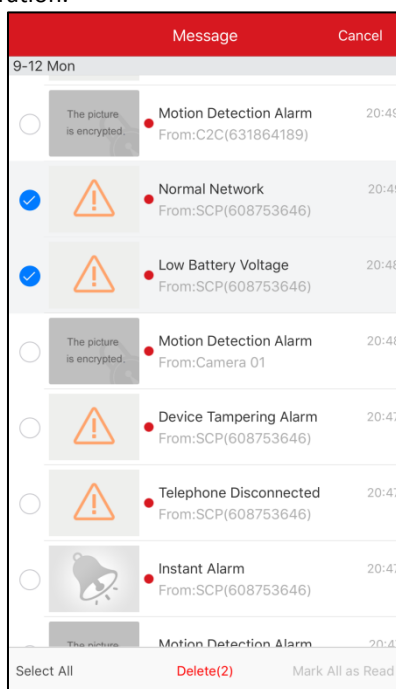 Message
Cancel
9-12 Mon
The picture
is encrypted.
Motion Detection Alarm
From:C2C(631864189)
20:49
Normal Network
From:SCP(608753646)
20:49
Low Battery Voltage
From:SCP(608753646)
20:48
The picture
is encrypted.
Motion Detection Alarm
From:Camera 01
20:48
Device Tampering Alarm
From:SCP(608753646)
20:47
Telephone Disconnected
From:SCP(608753646)
20:47
Instant Alarm
From:SCP(608753646)
20:47
The picture
Motion Detection Alarm
Select All
Delete(2)
Mark All as Read